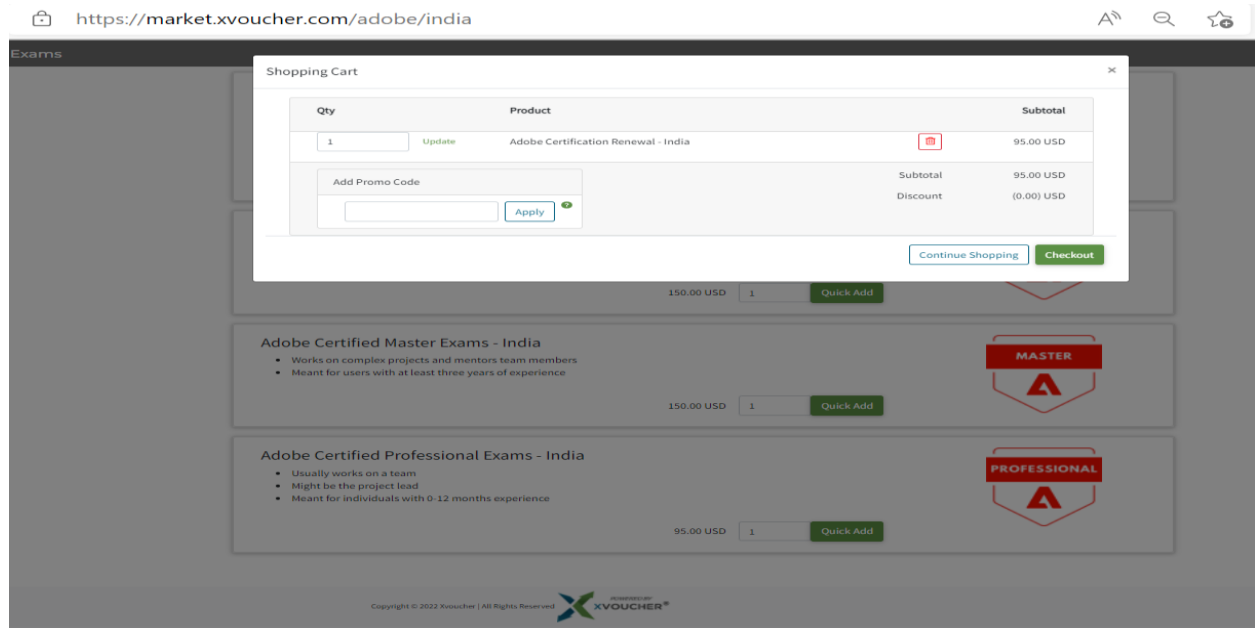 https://market.xvoucher.com/adobe/india
Exams
Shopping Cart ×
Qty Product Subtotal
1 Update Adobe Certification Renewal - India 95.00 USD
Add Promo Code
Apply ?
Subtotal 95.00 USD
Discount (0.00) USD
Continue Shopping Checkout
150.00 USD 1 Quick Add
Adobe Certified Master Exams - India
• Works on complex projects and mentors team members
• Meant for users with at least three years of experience
MASTER
150.00 USD 1 Quick Add
Adobe Certified Professional Exams - India
• Usually works on a team
• Might be the project lead
• Meant for individuals with 0-12 months experience
PROFESSIONAL
95.00 USD 1 Quick Add
Copyright © 2022 Xvoucher | All Rights Reserved
POWERED BY
XVOUCHER®